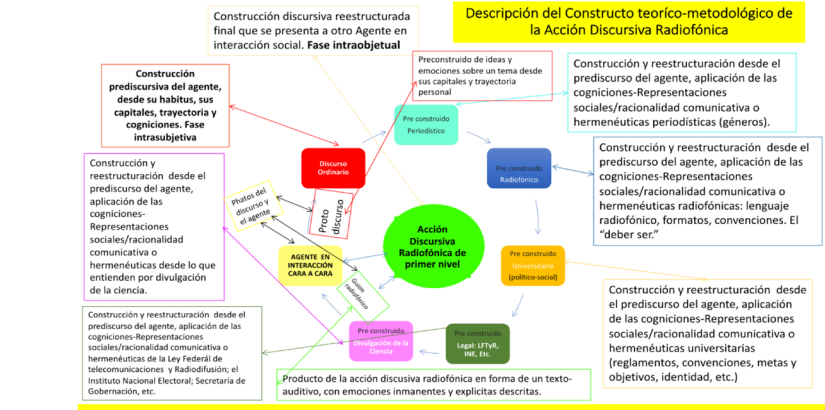 Descripción del Constructo teoríco-metodológico de
la Acción Discursiva Radiofónica
Construcción discursiva reestructurada
final que se presenta a otro Agente en
interacción social. Fase intraobjetual
Preconstruido de ideas y
emociones sobre un tema desde
sus capitales y trayectoria
personal
Construcción y reestructuración desde el
prediscurso del agente, aplicación de las
cogniciones-Representaciones
sociales/racionalidad comunicativa o
hermenéuticas periodísticas (géneros).
Construcción
prediscursiva del agente,
desde su habitus, sus
capitales, trayectoria y
cogniciones. Fase
intrasubjetiva
Pre construido
Periodístico
Construcción y reestructuración desde el
prediscurso del agente, aplicación de las
cogniciones-Representaciones
sociales/racionalidad comunicativa o
hermenéuticas radiofónicas: lenguaje
radiofónico, formatos, convenciones. El
“deber ser.”
Discurso
Ordinario
Pre construido
Radiofónico
Construcción y
reestructuración desde el
prediscurso del agente,
aplicación de las
cogniciones-
Representaciones
sociales/racionalidad
comunicativa o
hermenéuticas desde lo que
entienden por divulgación
de la ciencia.
Phatos del
discurso y
el agente
Proto
discurso
Acción
Discursiva
Radiofónica de
primer nivel
AGENTE EN
INTERACCIÓN
CARA A CARA
Guion
radiofónico
Pre construido
Universitario
(político-social)
Construcción y reestructuración desde
el prediscurso del agente, aplicación
de las cogniciones-Representaciones
sociales/racionalidad comunicativa o
hermenéuticas universitarias
(reglamentos, convenciones, metas y
objetivos, identidad, etc.)
Pre construido
Divulgación de la
Ciencia
Pre construido
Legal: LFTyR,
INE, Etc.
Construcción y reestructuración desde el
prediscurso del agente, aplicación de las
cogniciones-Representaciones
sociales/racionalidad comunicativa o
hermenéuticas de la Ley Federál de
telecomunicaciones y Radiodifusión; el
Instituto Nacional Electoral; Secretaría de
Gobernación, etc.
Producto de la acción discusiva radiofónica en forma de un texto-
auditivo, con emociones inmanentes y explicitas descritas.